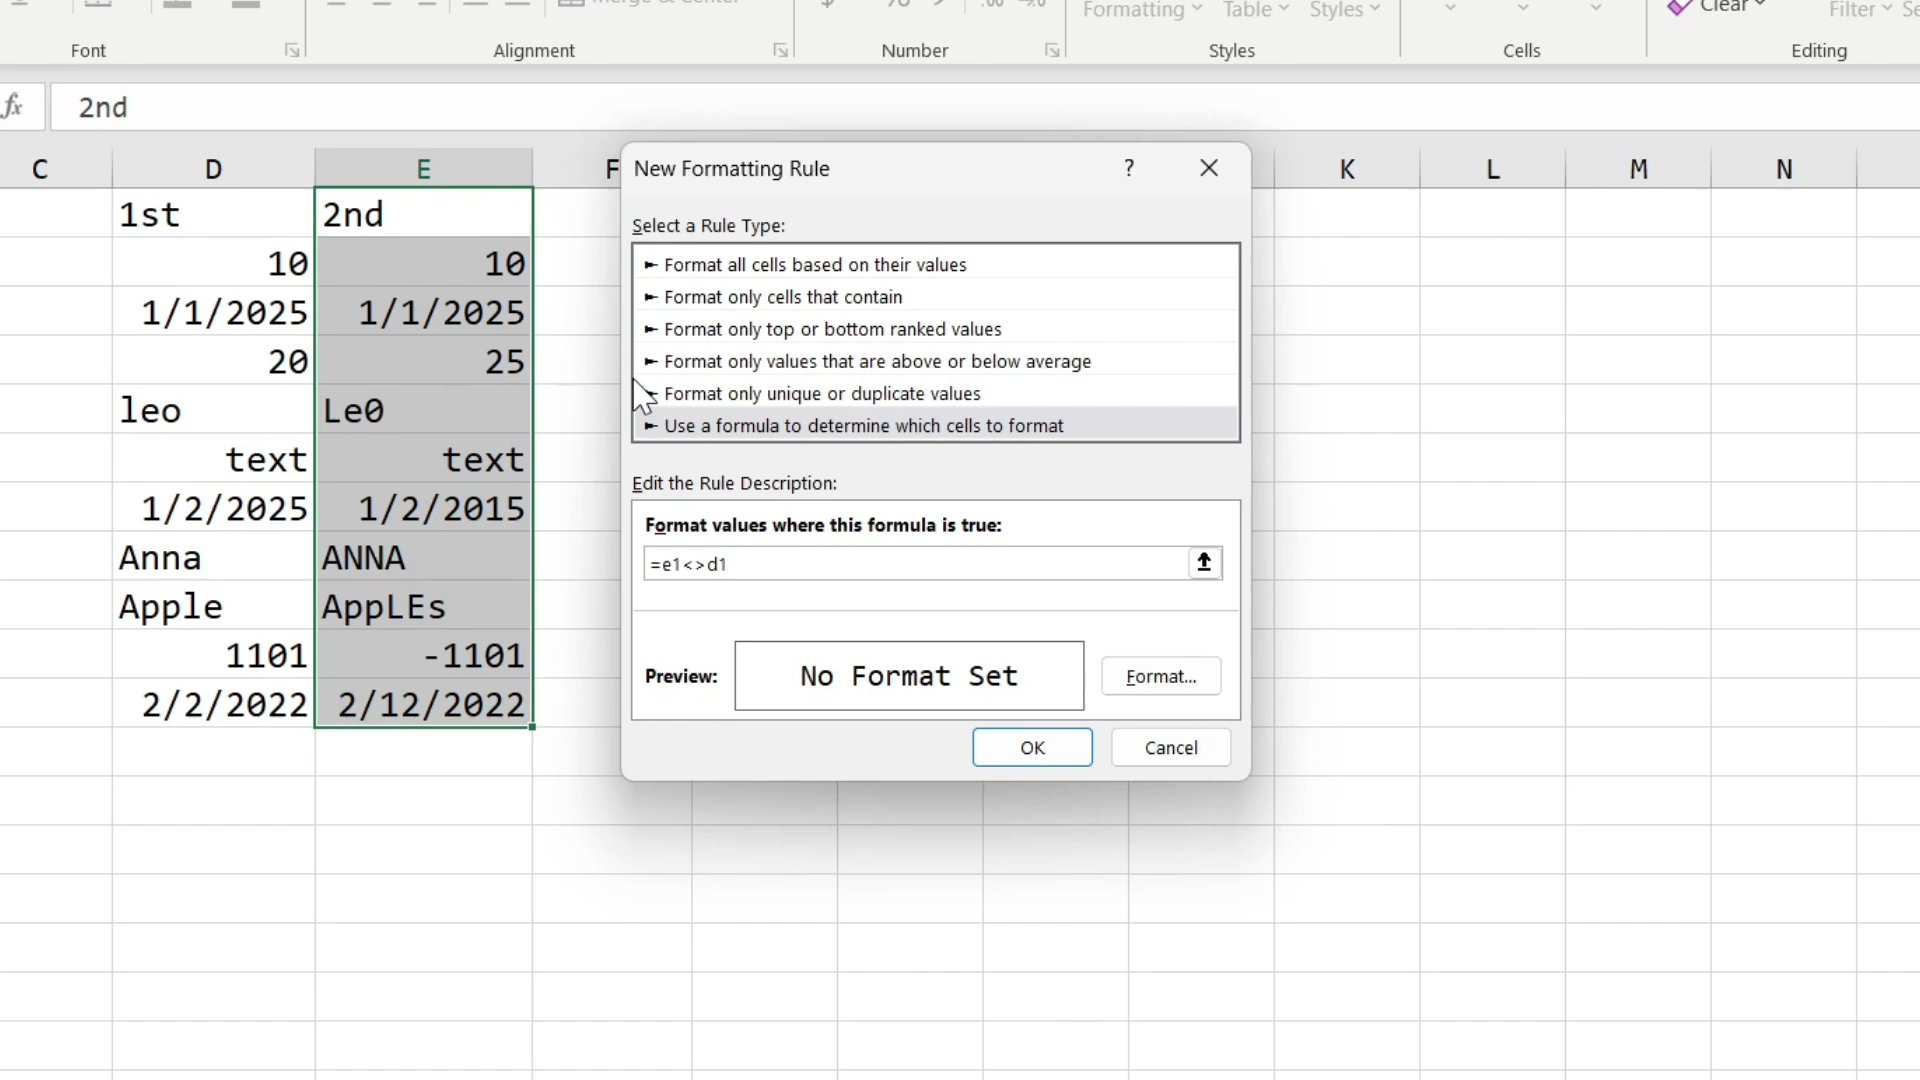 Merge & Center
Formatting Table Styles Clear Filter
Font Alignment Number Styles Cells Editing
fx 2nd
C D E F K L M N
1st 2nd
10 10
1/1/2025 1/1/2025
20 25
leo Le0
text text
1/2/2025 1/2/2015
Anna ANNA
Apple AppLEs
1101 -1101
2/2/2022 2/12/2022
New Formatting Rule ?
Select a Rule Type:
► Format all cells based on their values
► Format only cells that contain
► Format only top or bottom ranked values
► Format only values that are above or below average
► Format only unique or duplicate values
► Use a formula to determine which cells to format
Edit the Rule Description:
Format values where this formula is true:
=e1<>d1
Preview: No Format Set Format...
OK Cancel